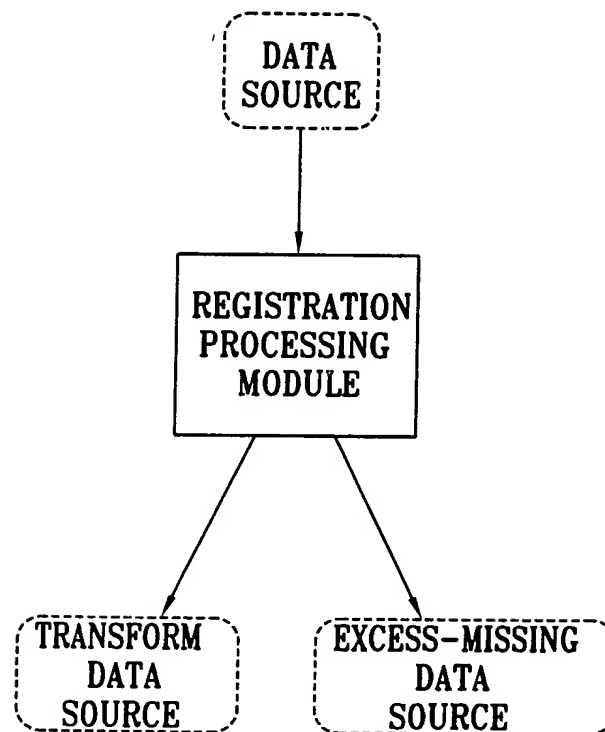 DATA
SOURCE
REGISTRATION
PROCESSING
MODULE
TRANSFORM
DATA
SOURCE
EXCESS-MISSING
DATA
SOURCE